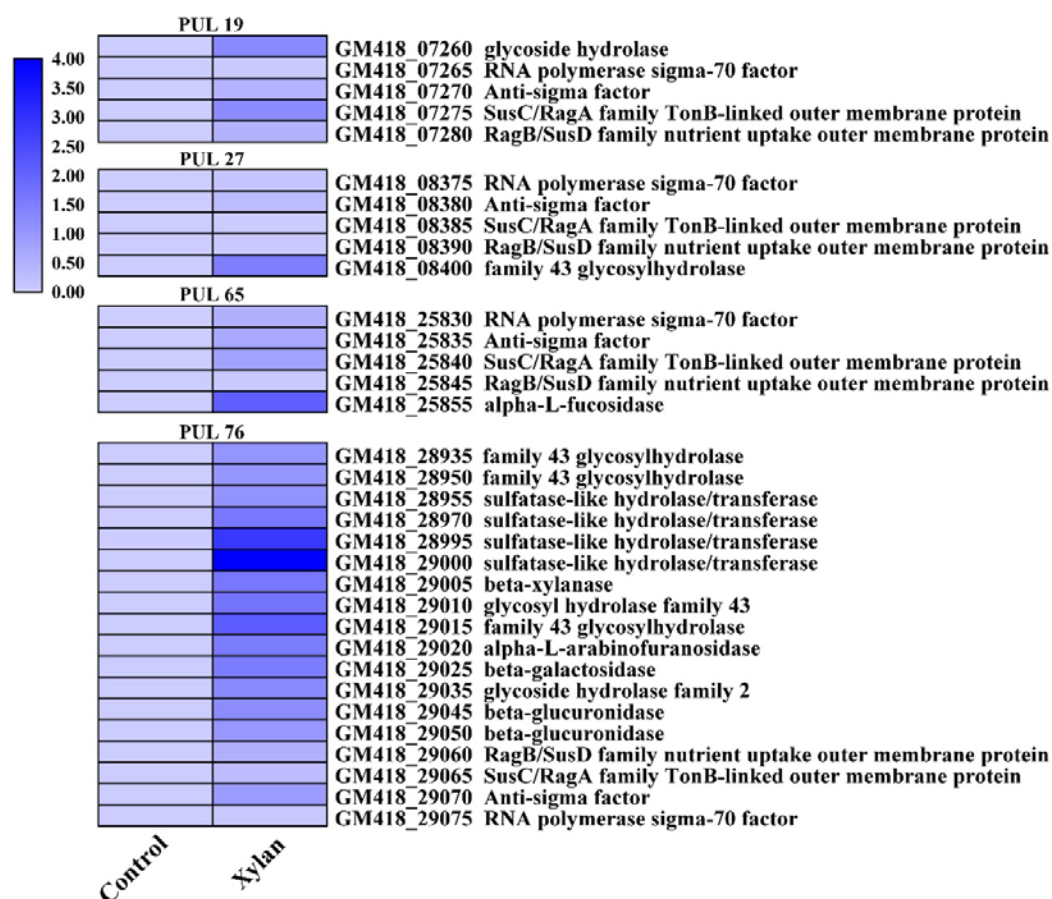 PUL 19
GM418_07260 glycoside hydrolase
GM418_07265 RNA polymerase sigma-70 factor
GM418_07270 Anti-sigma factor
GM418_07275 SusC/RagA family TonB-linked outer membrane protein
GM418_07280 RagB/SusD family nutrient uptake outer membrane protein
4.00
3.50
3.00
2.50
2.00
1.50
1.00
0.50
0.00
PUL 27
GM418_08375 RNA polymerase sigma-70 factor
GM418_08380 Anti-sigma factor
GM418_08385 SusC/RagA family TonB-linked outer membrane protein
GM418_08390 RagB/SusD family nutrient uptake outer membrane protein
GM418_08400 family 43 glycosylhydrolase
PUL 65
GM418_25830 RNA polymerase sigma-70 factor
GM418_25835 Anti-sigma factor
GM418_25840 SusC/RagA family TonB-linked outer membrane protein
GM418_25845 RagB/SusD family nutrient uptake outer membrane protein
GM418_25855 alpha-L-fucosidase
PUL 76
GM418_28935 family 43 glycosylhydrolase
GM418_28950 family 43 glycosylhydrolase
GM418_28955 sulfatase-like hydrolase/transferase
GM418_28970 sulfatase-like hydrolase/transferase
GM418_28995 sulfatase-like hydrolase/transferase
GM418_29000 sulfatase-like hydrolase/transferase
GM418_29005 beta-xylanase
GM418_29010 glycosyl hydrolase family 43
GM418_29015 family 43 glycosylhydrolase
GM418_29020 alpha-L-arabinofuranosidase
GM418_29025 beta-galactosidase
GM418_29035 glycoside hydrolase family 2
GM418_29045 beta-glucuronidase
GM418_29050 beta-glucuronidase
GM418_29060 RagB/SusD family nutrient uptake outer membrane protein
GM418_29065 SusC/RagA family TonB-linked outer membrane protein
GM418_29070 Anti-sigma factor
GM418_29075 RNA polymerase sigma-70 factor
Control
Xylan